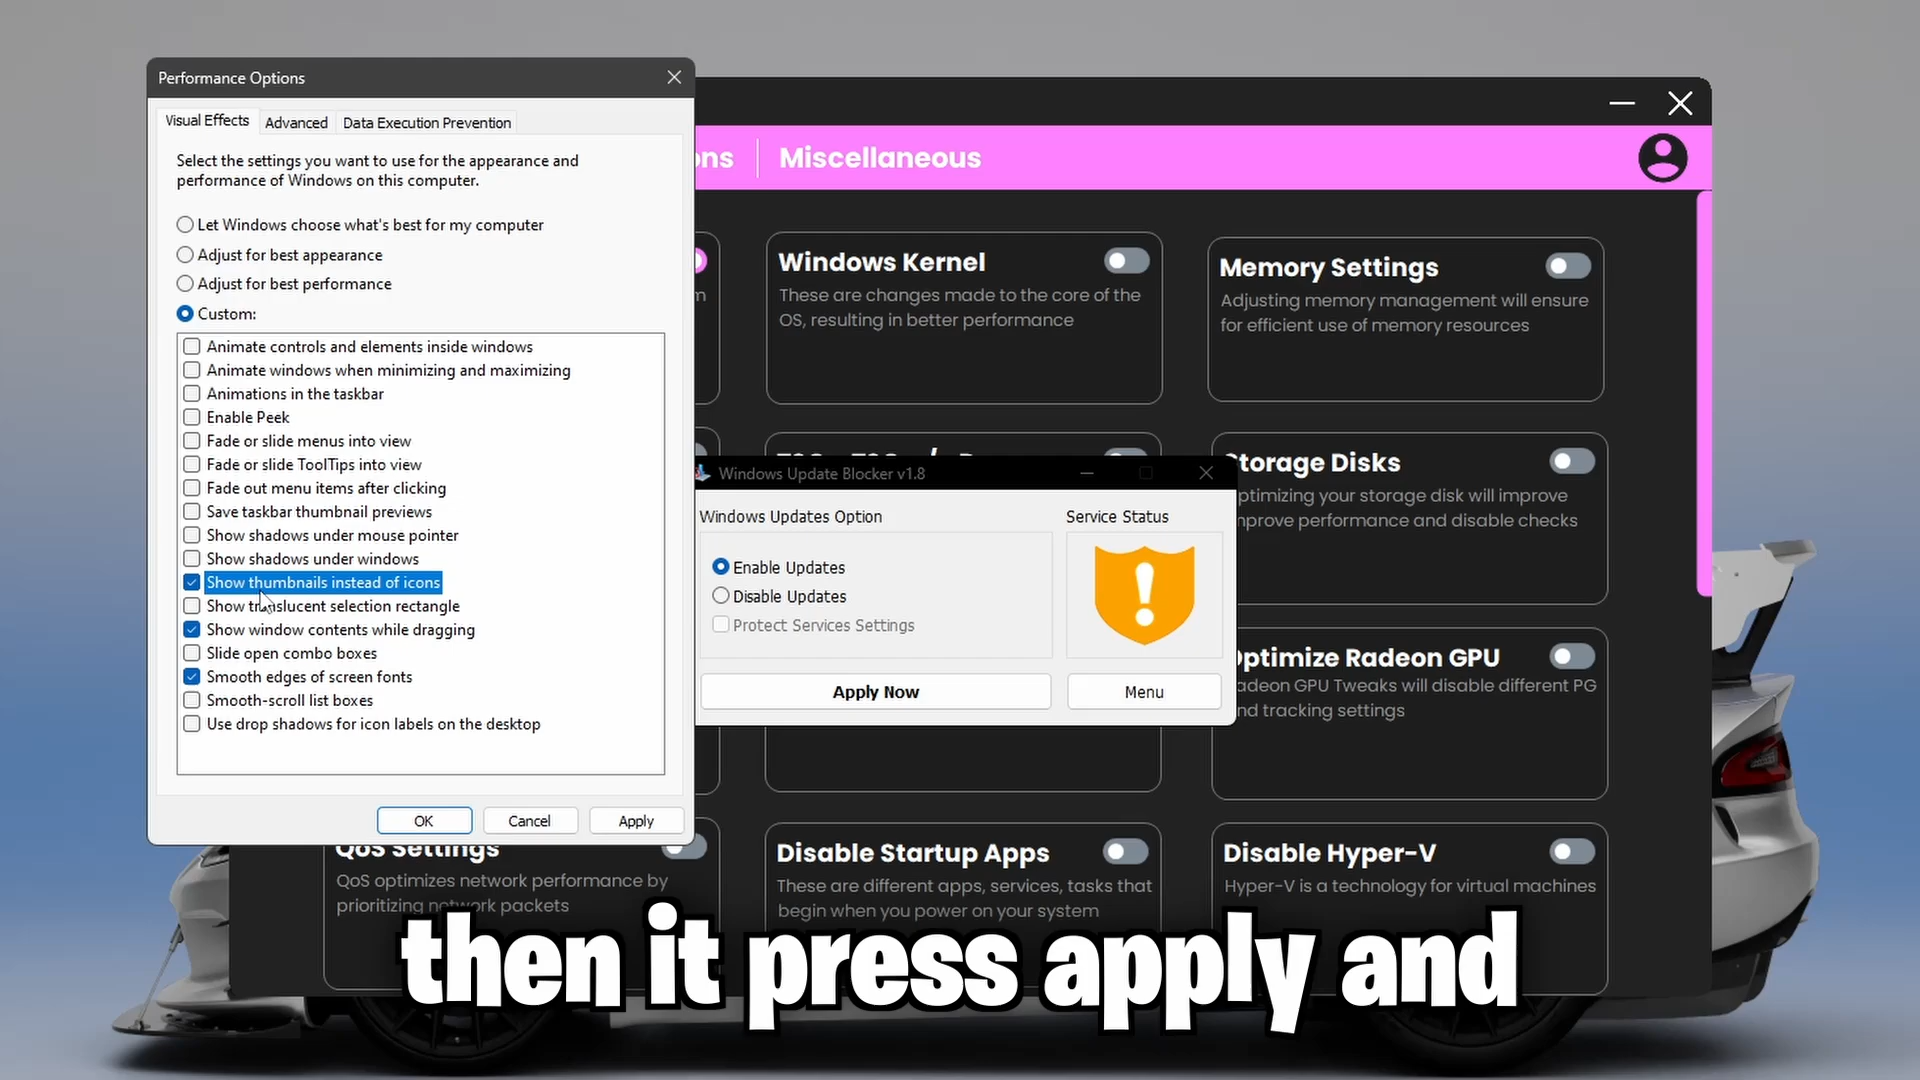 Performance Options
Visual Effects
Advanced
Data Execution Prevention
Select the settings you want to use for the appearance and
performance of Windows on this computer.
Let Windows choose what's best for my computer
Adjust for best appearance
Adjust for best performance
Custom:
Animate controls and elements inside windows
Animate windows when minimizing and maximizing
Animations in the taskbar
Enable Peek
Fade or slide menus into view
Fade or slide ToolTips into view
Fade out menu items after clicking
Save taskbar thumbnail previews
Show shadows under mouse pointer
Show shadows under windows
Show thumbnails instead of icons
Show translucent selection rectangle
Show window contents while dragging
Slide open combo boxes
Smooth edges of screen fonts
Smooth-scroll list boxes
Use drop shadows for icon labels on the desktop
OK
Cancel
Apply
ons
Miscellaneous
m
Windows Kernel
These are changes made to the core of the
OS, resulting in better performance
Memory Settings
Adjusting memory management will ensure
for efficient use of memory resources
Windows Update Blocker v1.8
Windows Updates Option
Enable Updates
Disable Updates
Protect Services Settings
Service Status
Apply Now
Menu
Storage Disks
ptimizing your storage disk will improve
mprove performance and disable checks
Optimize Radeon GPU
adeon GPU Tweaks will disable different PG
nd tracking settings
QoS Settings
QoS optimizes network performance by
prioritizing network packets
Disable Startup Apps
These are different apps, services, tasks that
begin when you power on your system
Disable Hyper-V
Hyper-V is a technology for virtual machines
then it press apply and